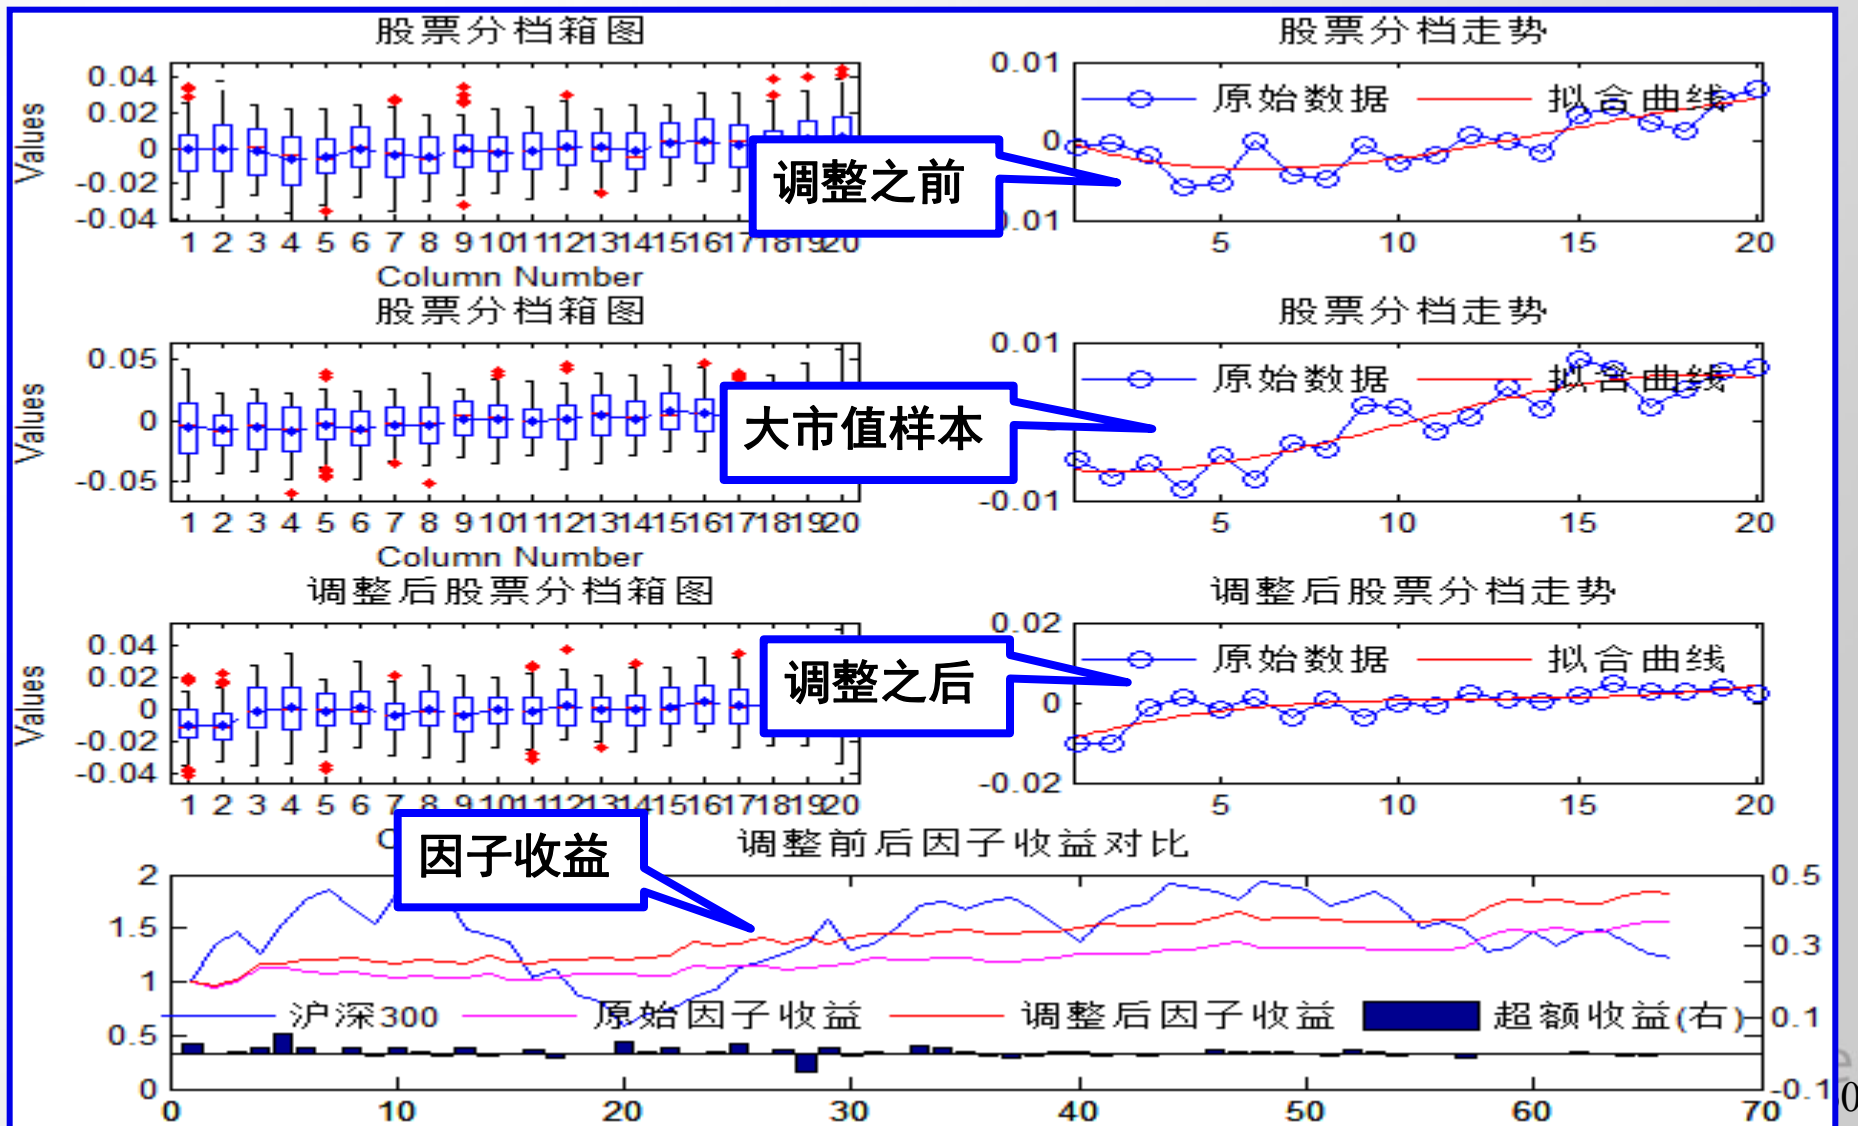 股票分档箱图
股票分档走势
Values
0.04
0.02
0
-0.02
-0.04
1 2 3 4 5 6 7 8 9 10 11 12 13 14 15 16 17 18 19 20
Column Number
调整之前
0.01
0
0.01
原始数据
拟合曲线
5 10 15 20
股票分档箱图
股票分档走势
Values
0.05
0
-0.05
1 2 3 4 5 6 7 8 9 10 11 12 13 14 15 16 17 18 19 20
Column Number
大市值样本
0.01
-0.01
原始数据
拟合曲线
5 10 15 20
调整后股票分档箱图
调整后股票分档走势
Values
0.04
0.02
0
-0.02
-0.04
1 2 3 4 5 6 7 8 9 10 11 12 13 14 15 16 17 18 19 20
调整之后
0.02
0
-0.02
原始数据
拟合曲线
5 10 15 20
因子收益
调整前后因子收益对比
2
1.5
1
0.5
0
0.5
0.3
0.1
-0.1
沪深300
原始因子收益
调整后因子收益
超额收益(右)
0 10 20 30 40 50 60 70